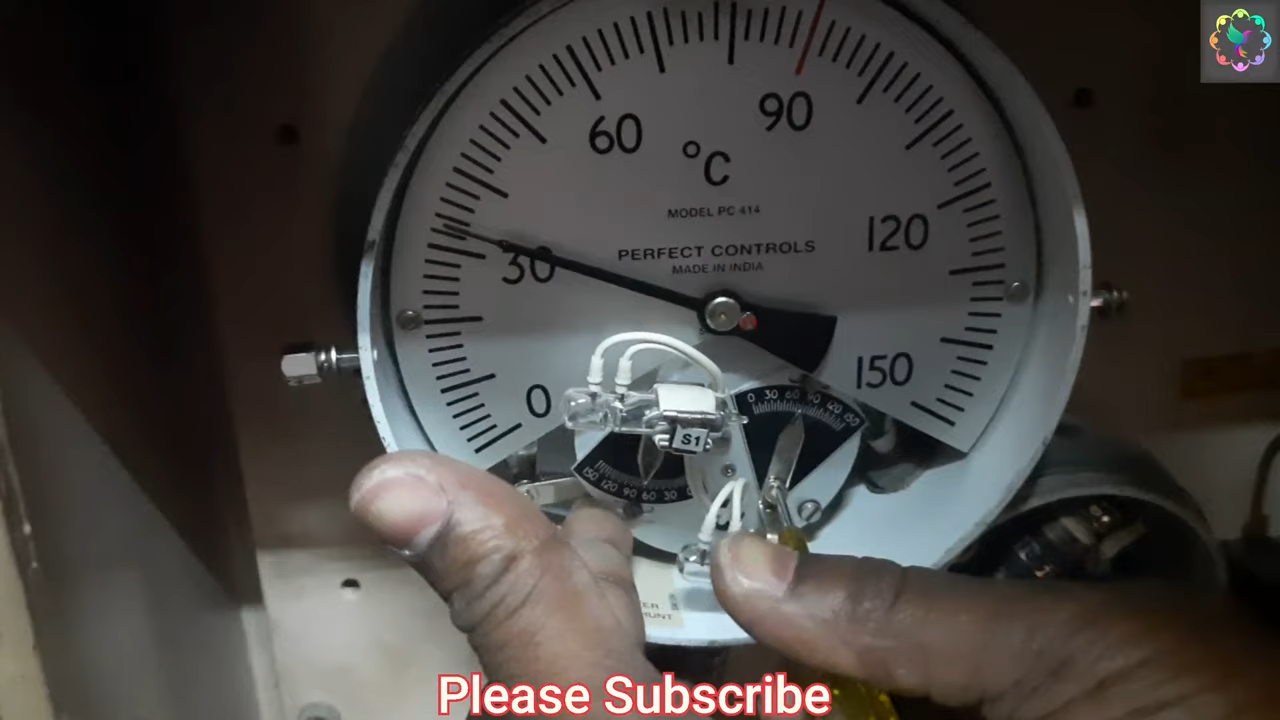 60
90
°C
MODEL PC 414
30
PERFECT CONTROLS
120
MADE IN INDIA
0
150
S1
0 30 60 90 120 150
150 120 90 60 30 0
Please Subscribe